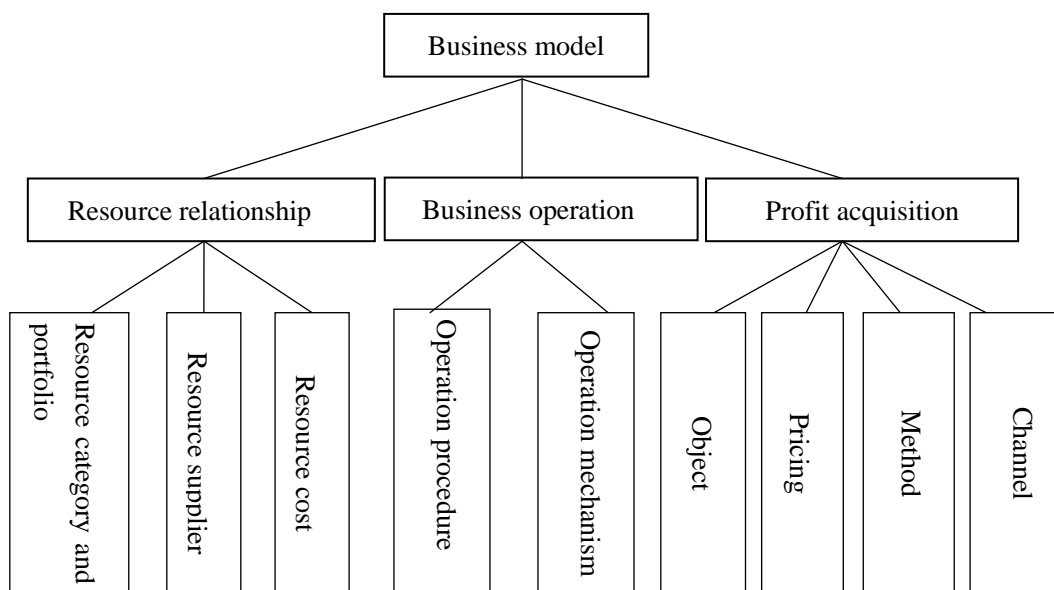 Business model
Resource relationship
Business operation
Profit acquisition
Resource category and
portfolio
Resource supplier
Resource cost
Operation procedure
Operation mechanism
Object
Pricing
Method
Channel